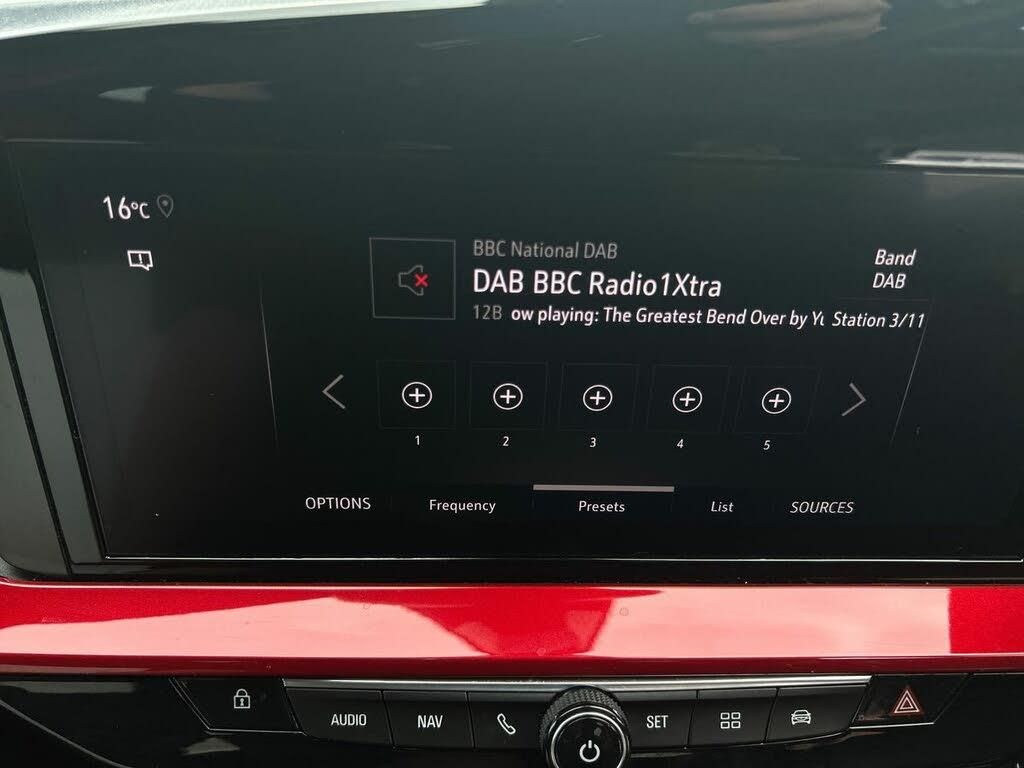 16°C
BBC National DAB
DAB BBC Radio1Xtra
12B ow playing: The Greatest Bend Over by
Band
DAB
Station 3/11
1 2 3 4 5
OPTIONS Frequency Presets List SOURCES
AUDIO NAV SET